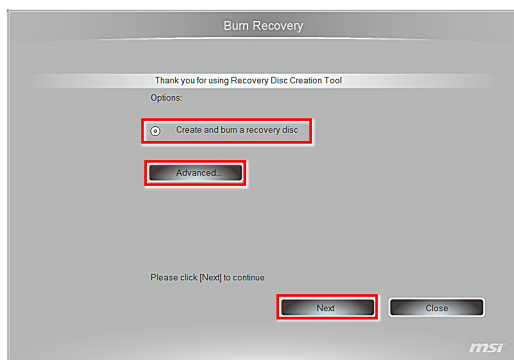 Burn Recovery
Thank you for using Recovery Disc Creation Tool
Options:
Create and burn a recovery disc
Advanced...
Please click [Next] to continue
Next
Close
msi